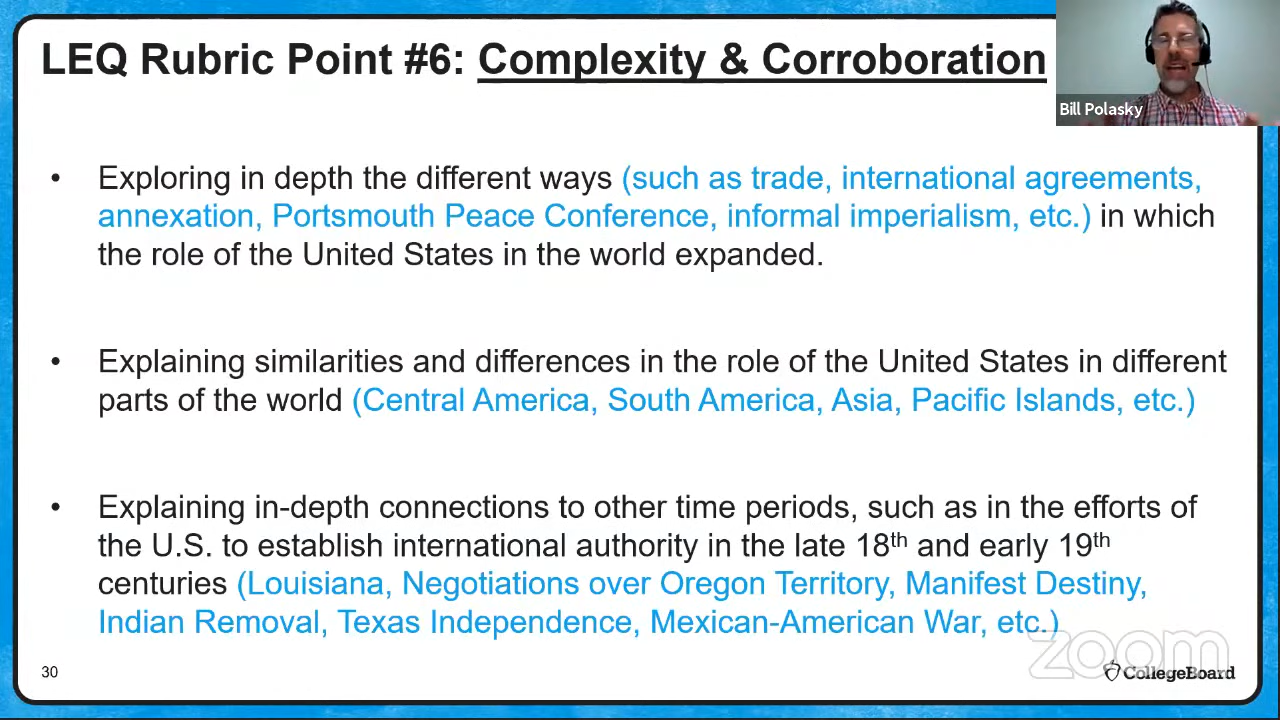 LEQ Rubric Point #6: Complexity & Corroboration
Bill Polasky
• Exploring in depth the different ways (such as trade, international agreements,
annexation, Portsmouth Peace Conference, informal imperialism, etc.) in which
the role of the United States in the world expanded.
• Explaining similarities and differences in the role of the United States in different
parts of the world (Central America, South America, Asia, Pacific Islands, etc.)
• Explaining in-depth connections to other time periods, such as in the efforts of
the U.S. to establish international authority in the late 18th and early 19th
centuries (Louisiana, Negotiations over Oregon Territory, Manifest Destiny,
Indian Removal, Texas Independence, Mexican-American War, etc.)
zoom
30
CollegeBoard